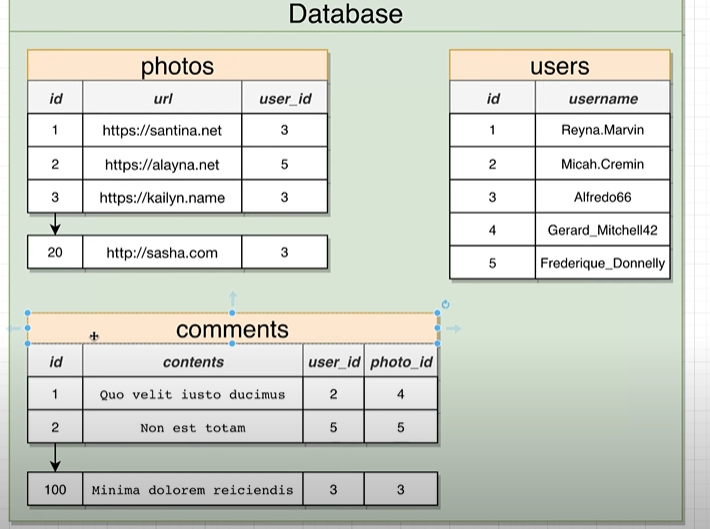 Database
photos
id url user_id
1 https://santina.net 3
2 https://alayna.net 5
3 https://kailyn.name 3
20 http://sasha.com 3
users
id username
1 Reyna.Marvin
2 Micah.Cremin
3 Alfredo66
4 Gerard_Mitchell42
5 Frederique_Donnelly
comments
id contents user_id photo_id
1 Quo velit iusto ducimus 2 4
2 Non est totam 5 5
100 Minima dolorem reiciendis 3 3